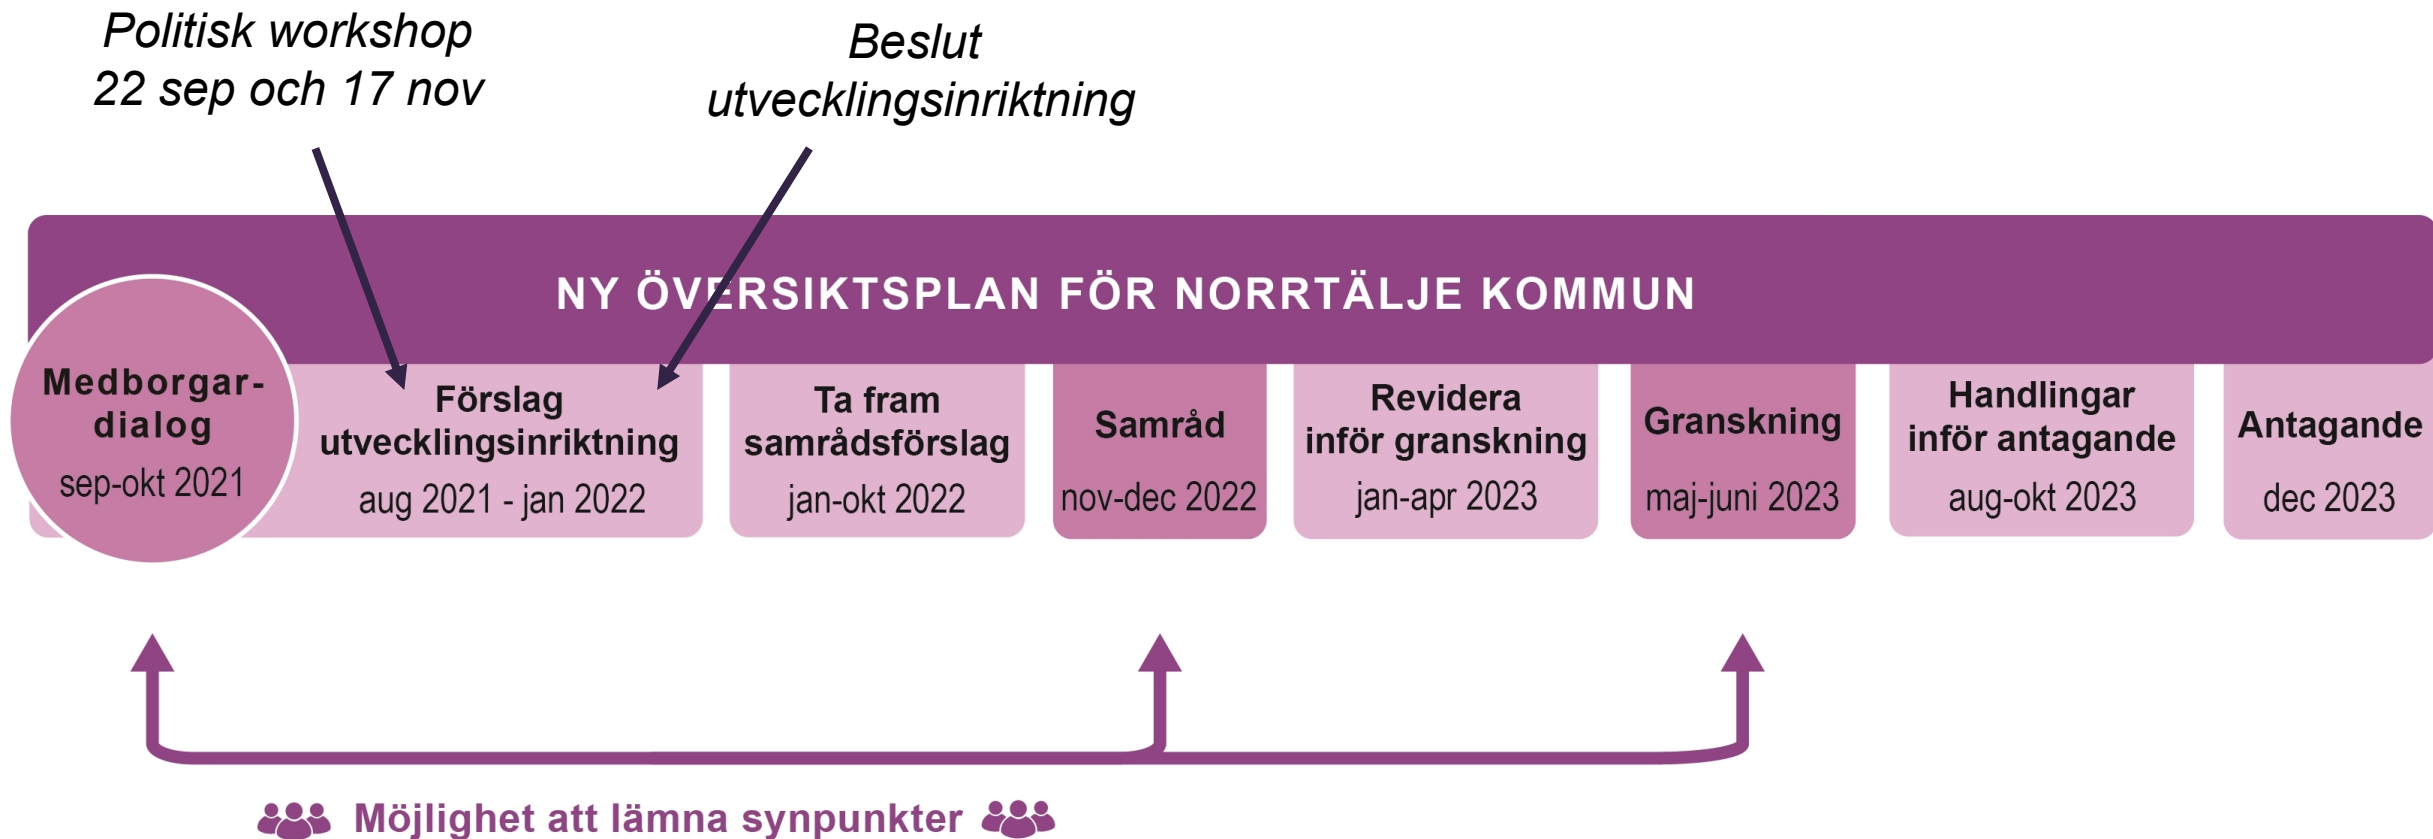 Politisk workshop
22 sep och 17 nov
Beslut
utvecklingsinriktning
NY ÖVERSIKTSPLAN FÖR NORRTÄLJE KOMMUN
Medborgar-
dialog
sep-okt 2021
Förslag
utvecklingsinriktning
aug 2021 - jan 2022
Ta fram
samrådsförslag
jan-okt 2022
Samråd
nov-dec 2022
Revidera
inför granskning
jan-apr 2023
Granskning
maj-juni 2023
Handlingar
inför antagande
aug-okt 2023
Antagande
dec 2023
Möjlighet att lämna synpunkter